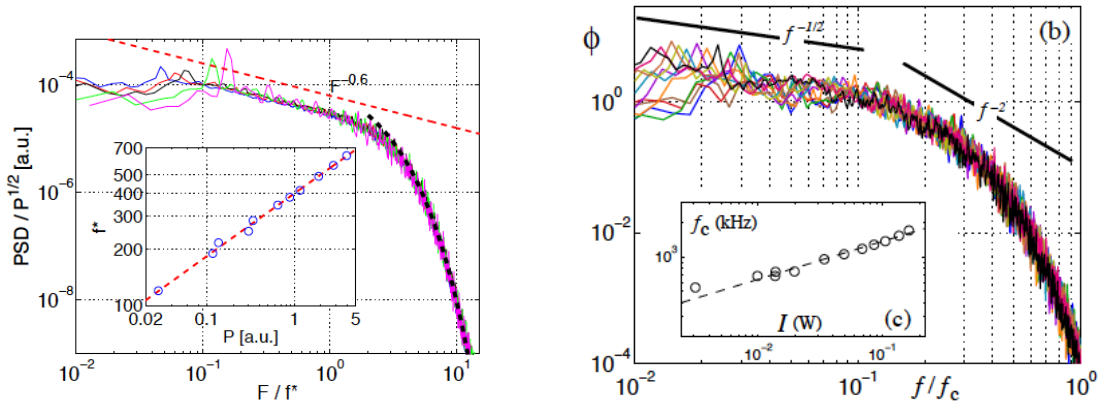 PSD / P^{1/2} [a.u.]
10^{-4}
10^{-6}
10^{-8}
F^{-0.6}
f*
700
500
400
300
200
100
0.02 0.1 1 5
P [a.u.]
10^{-2} 10^{-1} 10^{0} 10^{1}
F / f*
ϕ
(b)
f^{-1/2}
f^{-2}
10^{0}
10^{-2}
10^{-4}
f_c (kHz)
10^{3}
10^{-2} 10^{-1}
I (W)
(c)
10^{-2} 10^{-1} 10^{0}
f / f_c